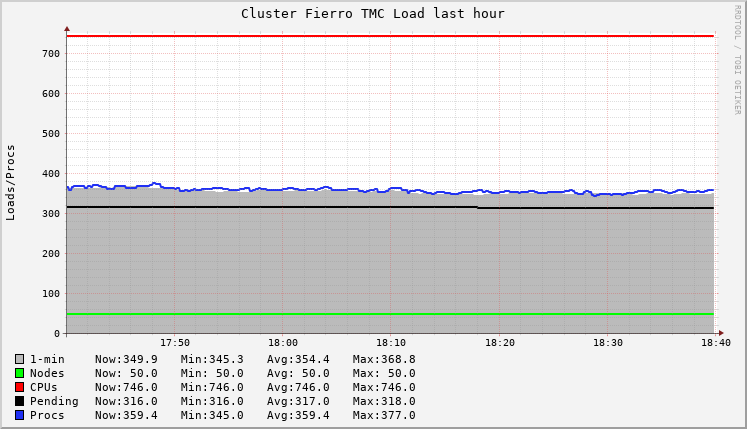 Cluster Fierro TMC Load last hour
RRDTOOL / TOBI OETIKER
Loads/Procs
700
600
500
400
300
200
100
0
17:50 18:00 18:10 18:20 18:30 18:40
1-min Now:349.9 Min:345.3 Avg:354.4 Max:368.8
Nodes Now: 50.0 Min: 50.0 Avg: 50.0 Max: 50.0
CPUs Now:746.0 Min:746.0 Avg:746.0 Max:746.0
Pending Now:316.0 Min:316.0 Avg:317.0 Max:318.0
Procs Now:359.4 Min:345.0 Avg:359.4 Max:377.0